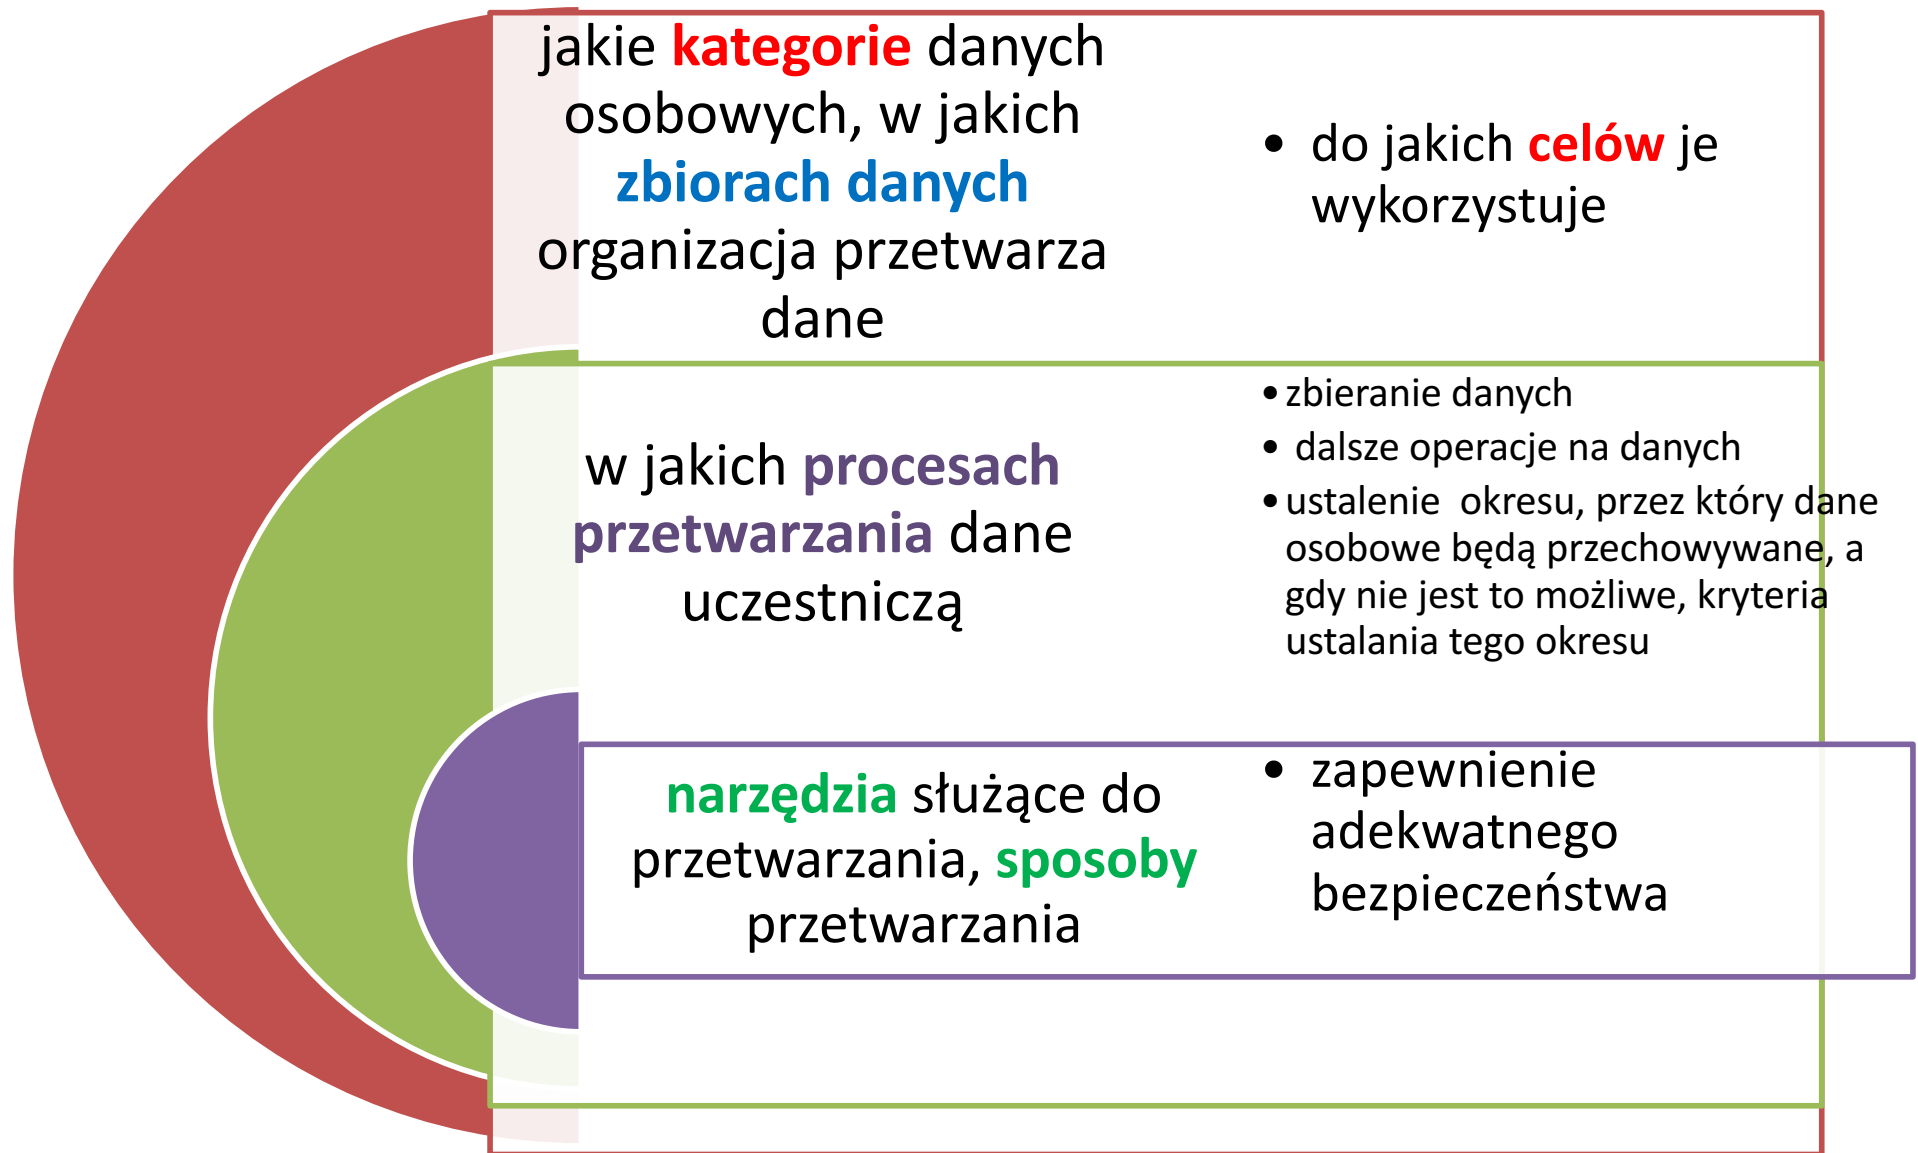 jakie kategorie danych
osobowych, w jakich
zbiorach danych
organizacja przetwarza
dane
• do jakich celów je
wykorzystuje
w jakich procesach
przetwarzania dane
uczestniczą
• zbieranie danych
• dalsze operacje na danych
• ustalenie okresu, przez który dane
osobowe będą przechowywane, a
gdy nie jest to możliwe, kryteria
ustalania tego okresu
narzędzia służące do
przetwarzania, sposoby
przetwarzania
• zapewnienie
adekwatnego
bezpieczeństwa